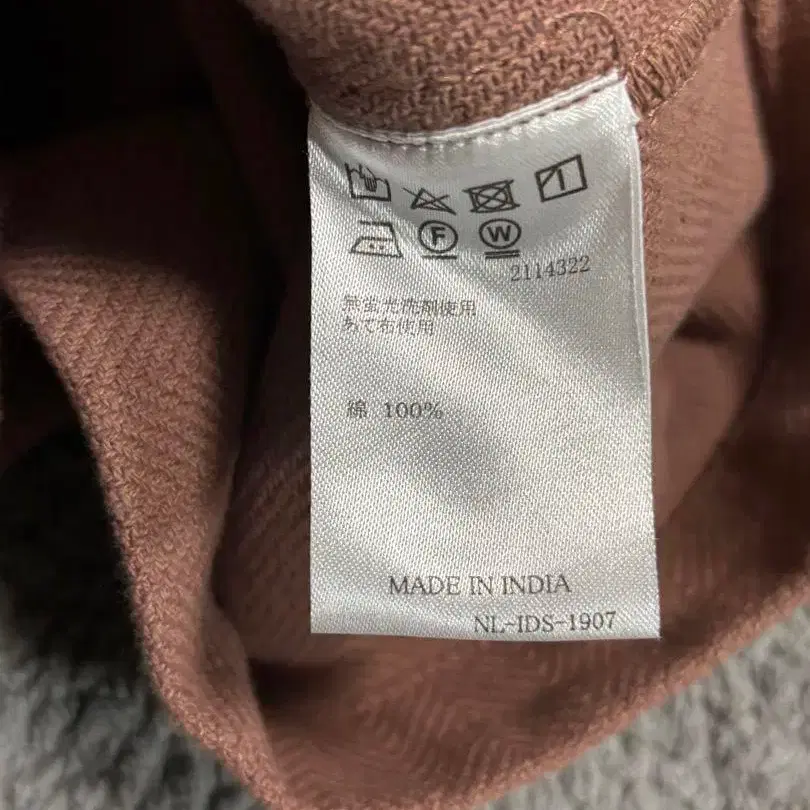 F W
2114322
無蛍光洗剤使用
あて布使用
綿 100%
MADE IN INDIA
NL-IDS-1907